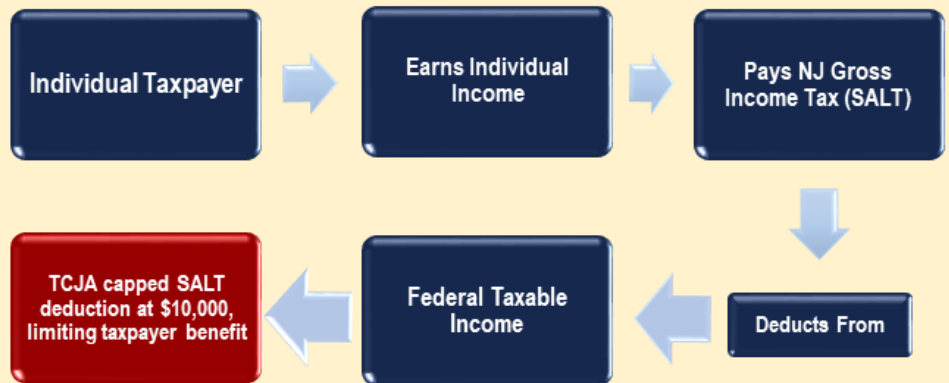 Individual Taxpayer
Earns Individual
Income
Pays NJ Gross
Income Tax (SALT)
Deducts From
Federal Taxable
Income
TCJA capped SALT
deduction at $10,000,
limiting taxpayer benefit